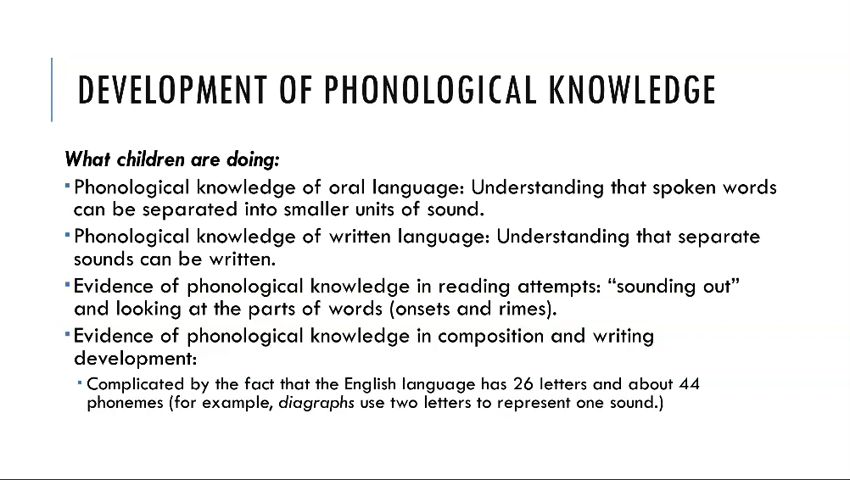 DEVELOPMENT OF PHONOLOGICAL KNOWLEDGE
What children are doing:
▪Phonological knowledge of oral language: Understanding that spoken words
can be separated into smaller units of sound.
▪Phonological knowledge of written language: Understanding that separate
sounds can be written.
▪Evidence of phonological knowledge in reading attempts: “sounding out”
and looking at the parts of words (onsets and rimes).
▪Evidence of phonological knowledge in composition and writing
development:
▪Complicated by the fact that the English language has 26 letters and about 44
phonemes (for example, diagraphs use two letters to represent one sound.)